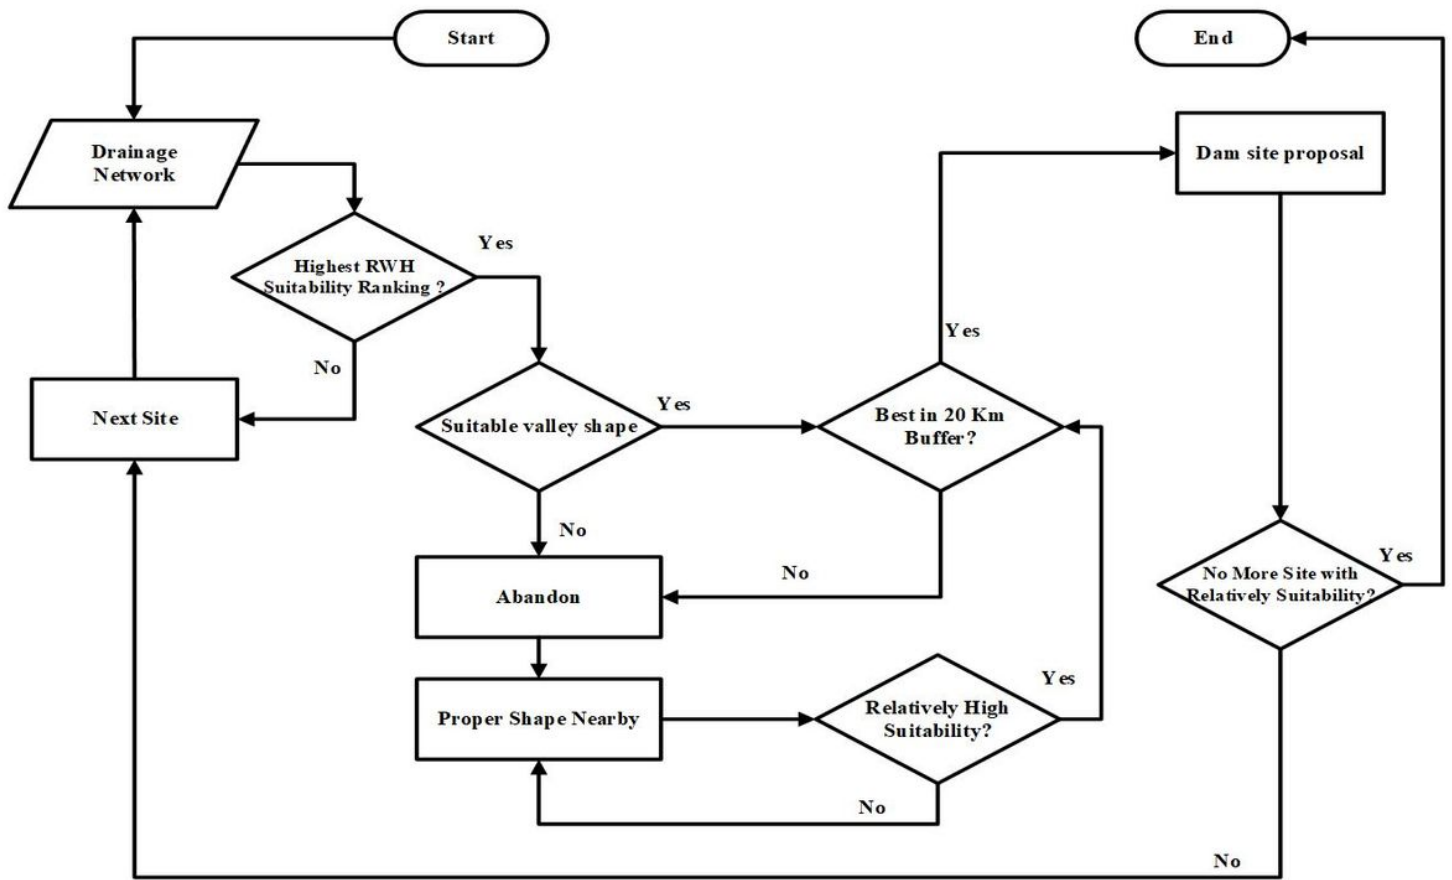 Start
End
Drainage
Network
Dam site proposal
Yes
Highest RWH
Suitability Ranking ?
No
Yes
Next Site
Suitable valley shape
Yes
Best in 20 Km
Buffer?
No
No
Abandon
Yes
No More Site with
Relatively Suitability?
Proper Shape Nearby
Relatively High
Suitability?
Yes
No
No